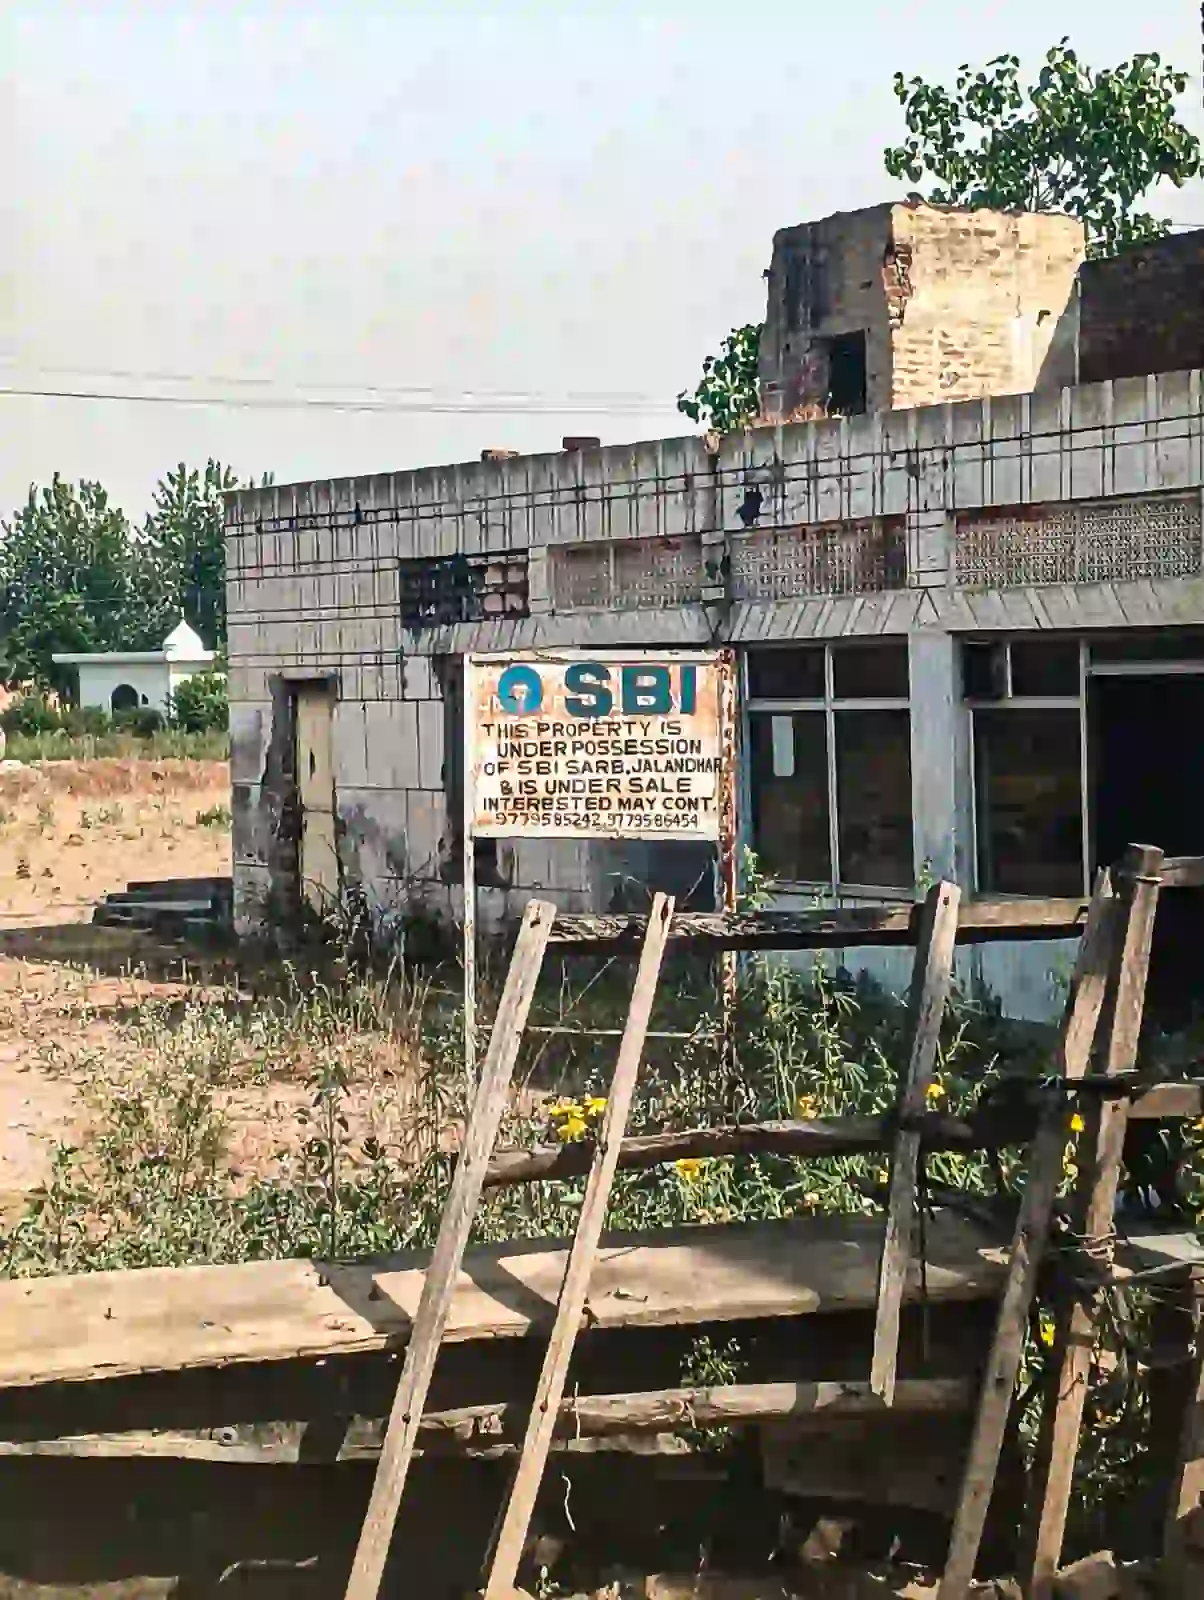 SBI
THIS PROPERTY IS
UNDER POSSESSION
OF SBI SARB, JALANDHAR
& IS UNDER SALE
INTERESTED MAY CONT.
9779585242, 9779586454